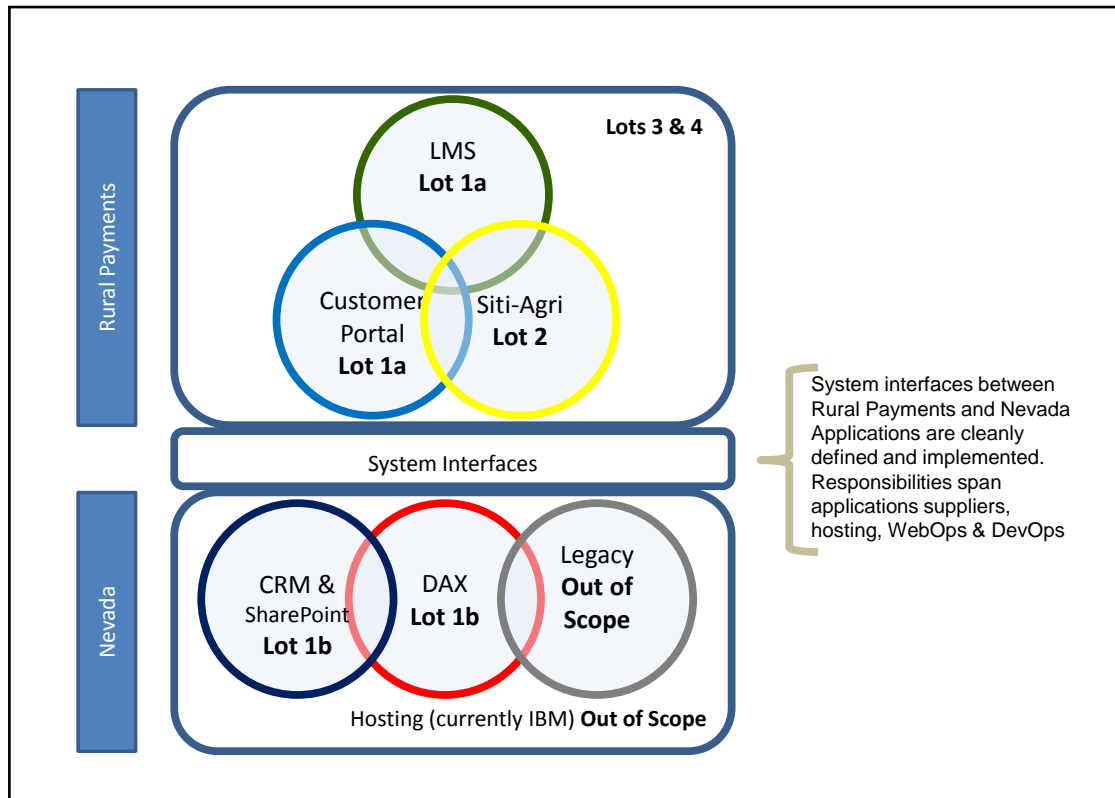 Rural Payments
Lots 3 & 4
LMS
Lot 1a
Customer
Portal
Lot 1a
Siti-Agri
Lot 2
System Interfaces
System interfaces between
Rural Payments and Nevada
Applications are cleanly
defined and implemented.
Responsibilities span
applications suppliers,
hosting, WebOps & DevOps
Nevada
CRM &
SharePoint
Lot 1b
DAX
Lot 1b
Legacy
Out of
Scope
Hosting (currently IBM) Out of Scope